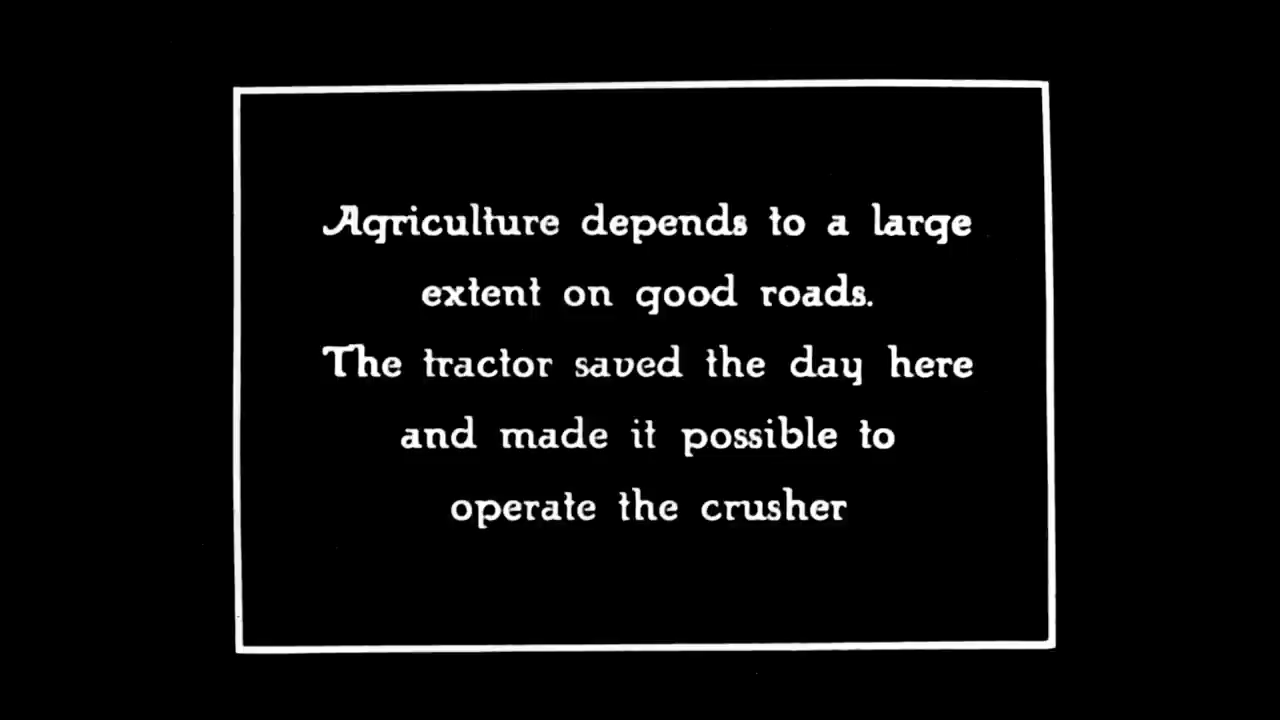 Agriculture depends to a large
extent on good roads.
The tractor saved the day here
and made it possible to
operate the crusher